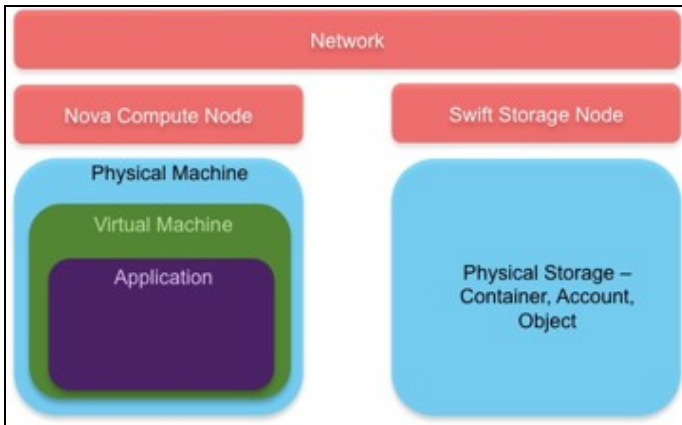 Network
Nova Compute Node
Swift Storage Node
Physical Machine
Virtual Machine
Application
Physical Storage –
Container, Account,
Object